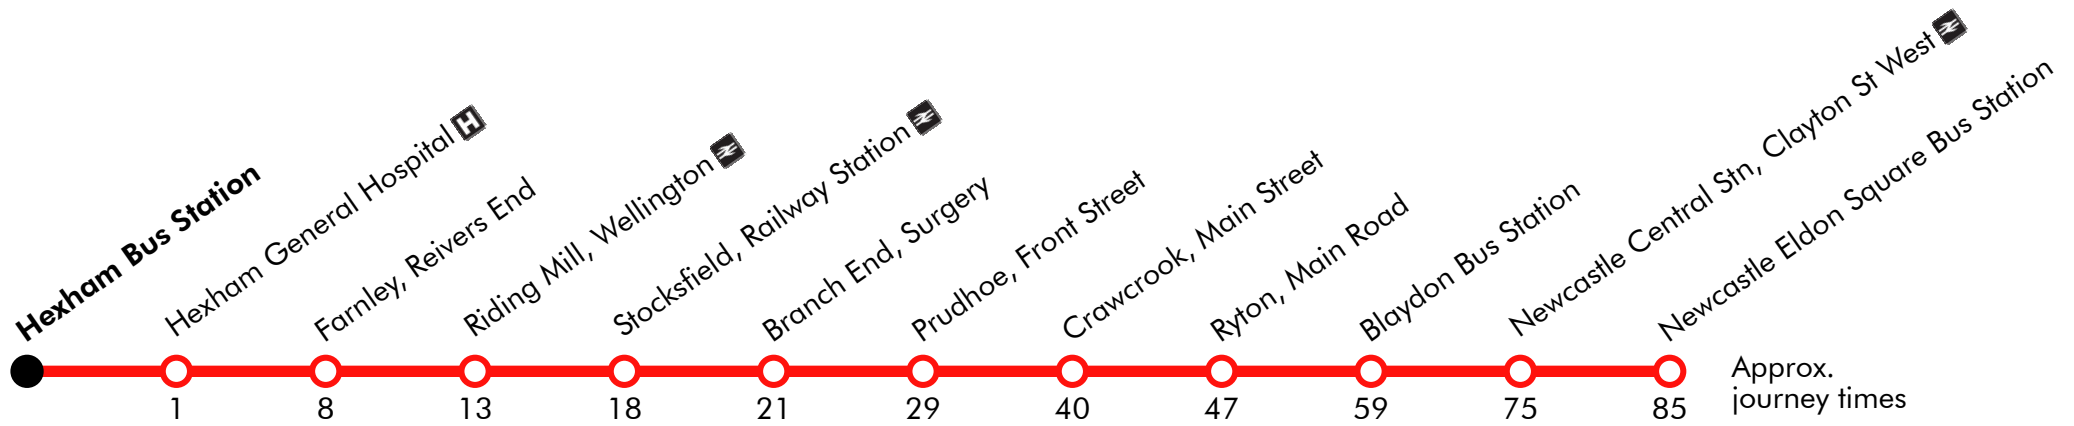 Hexham Bus Station
Hexham General Hospital H
Farnley, Reivers End
Riding Mill, Wellington
Stocksfield, Railway Station
Branch End, Surgery
Prudhoe, Front Street
Crawcrook, Main Street
Ryton, Main Road
Blaydon Bus Station
Newcastle Central Stn, Clayton St West
Newcastle Eldon Square Bus Station
1 8 13 18 21 29 40 47 59 75 85
Approx.
journey times